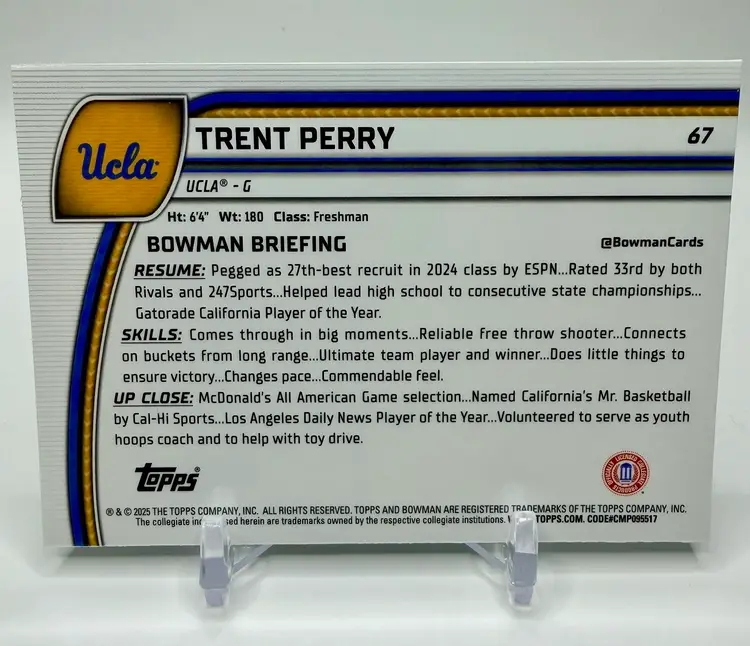 Ucla
TRENT PERRY
67
UCLA® - G
Ht: 6'4" Wt: 180 Class: Freshman
BOWMAN BRIEFING
@BowmanCards
RESUME: Pegged as 27th-best recruit in 2024 class by ESPN...Rated 33rd by both
Rivals and 247Sports...Helped lead high school to consecutive state championships...
Gatorade California Player of the Year.
SKILLS: Comes through in big moments...Reliable free throw shooter...Connects
on buckets from long range...Ultimate team player and winner...Does little things to
ensure victory...Changes pace...Commendable feel.
UP CLOSE: McDonald's All American Game selection...Named California's Mr. Basketball
by Cal-Hi Sports...Los Angeles Daily News Player of the Year...Volunteered to serve as youth
hoops coach and to help with toy drive.
Topps®
OFFICIALLY LICENSED COLLEGIATE PRODUCTS
® & © 2025 THE TOPPS COMPANY, INC. ALL RIGHTS RESERVED. TOPPS AND BOWMAN ARE REGISTERED TRADEMARKS OF THE TOPPS COMPANY, INC.
The collegiate herein are trademarks owned by the respective collegiate institutions. TOPPS.COM. CODE#CMP095517